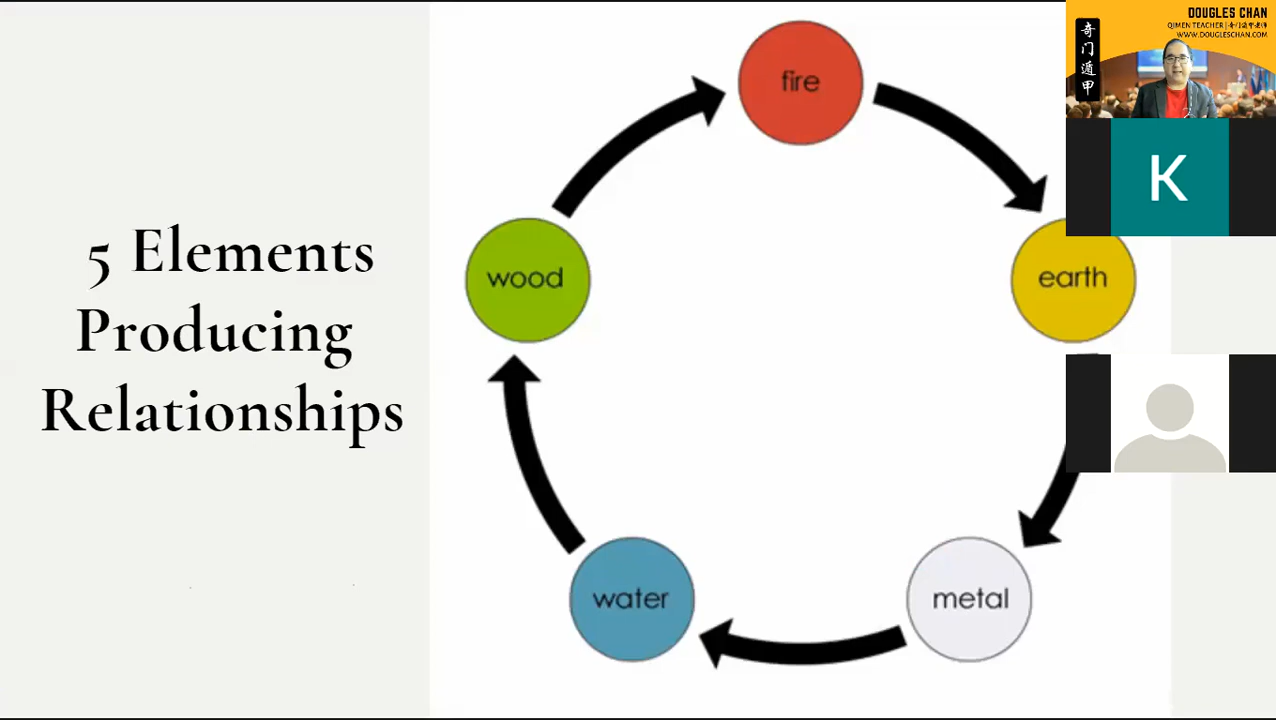 5 Elements
Producing
Relationships
fire
earth
metal
water
wood
DOUGLES CHAN
QIMEN TEACHER | 奇门遁甲老师
WWW.DOUGLESCHAN.COM
奇门遁甲
K